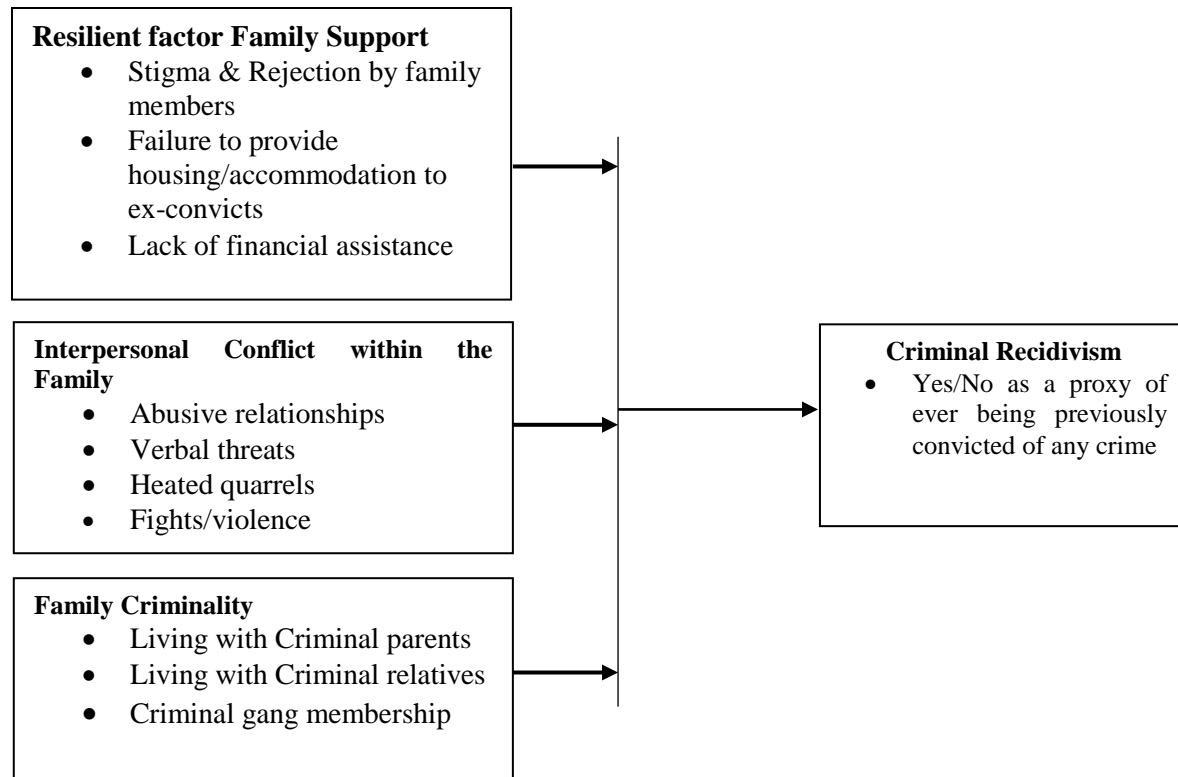 Resilient factor Family Support
• Stigma & Rejection by family
members
• Failure to provide
housing/accommodation to
ex-convicts
• Lack of financial assistance
Interpersonal Conflict within the
Family
• Abusive relationships
• Verbal threats
• Heated quarrels
• Fights/violence
Family Criminality
• Living with Criminal parents
• Living with Criminal relatives
• Criminal gang membership
Criminal Recidivism
• Yes/No as a proxy of
ever being previously
convicted of any crime